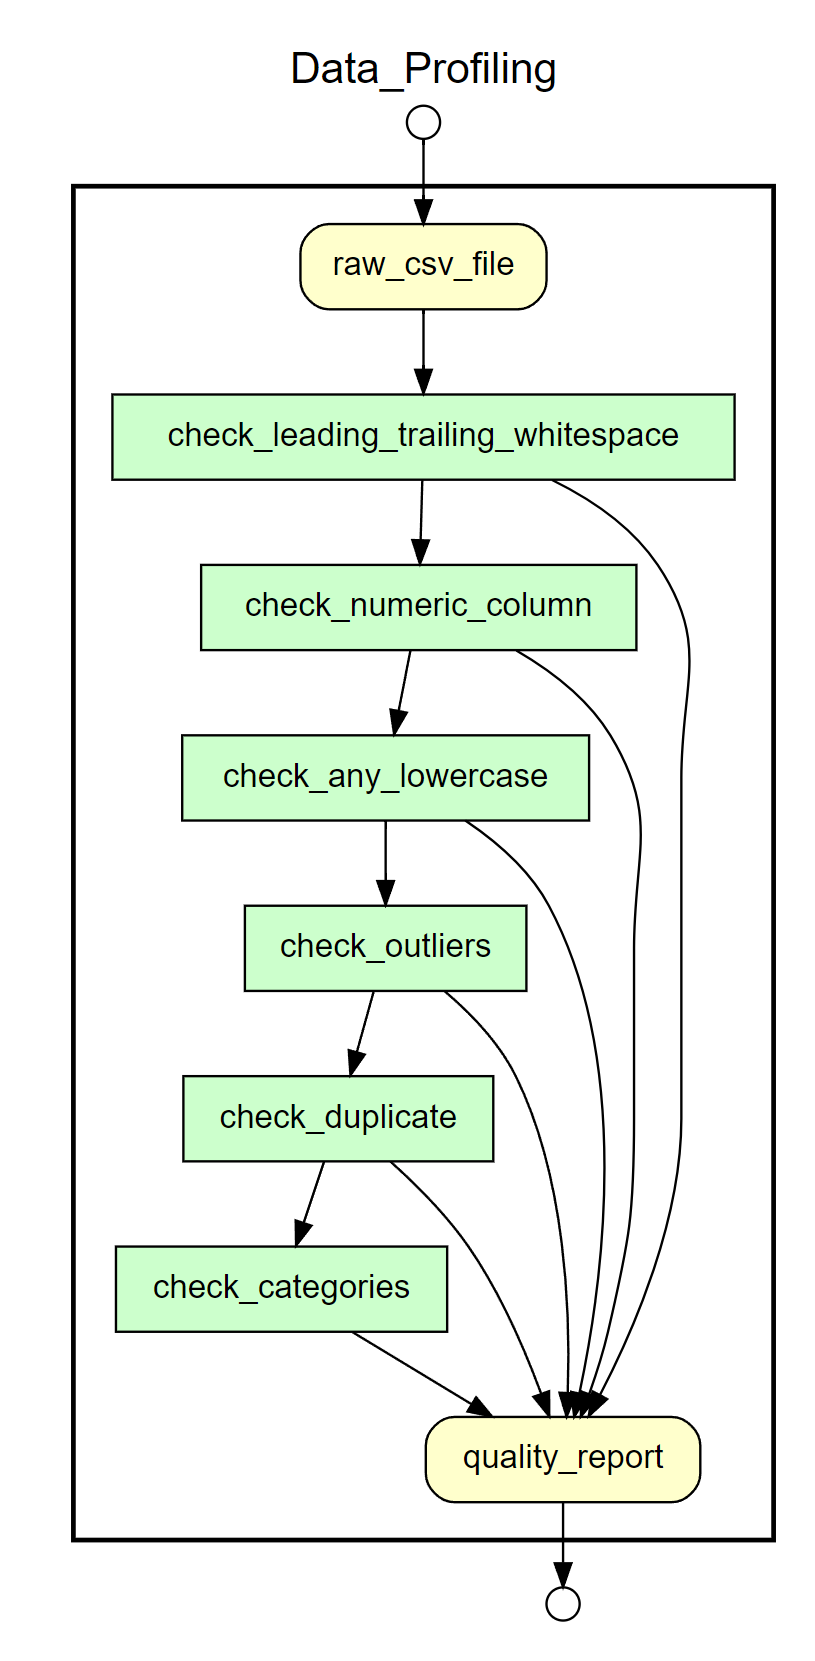 Data_Profiling
raw_csv_file
check_leading_trailing_whitespace
check_numeric_column
check_any_lowercase
check_outliers
check_duplicate
check_categories
quality_report